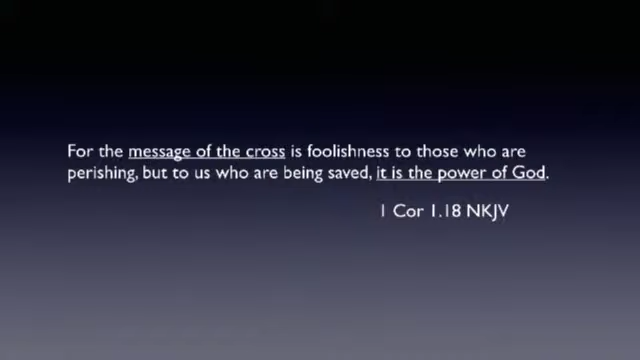 For the message of the cross is foolishness to those who are
perishing, but to us who are being saved, it is the power of God.
1 Cor 1.18 NKJV